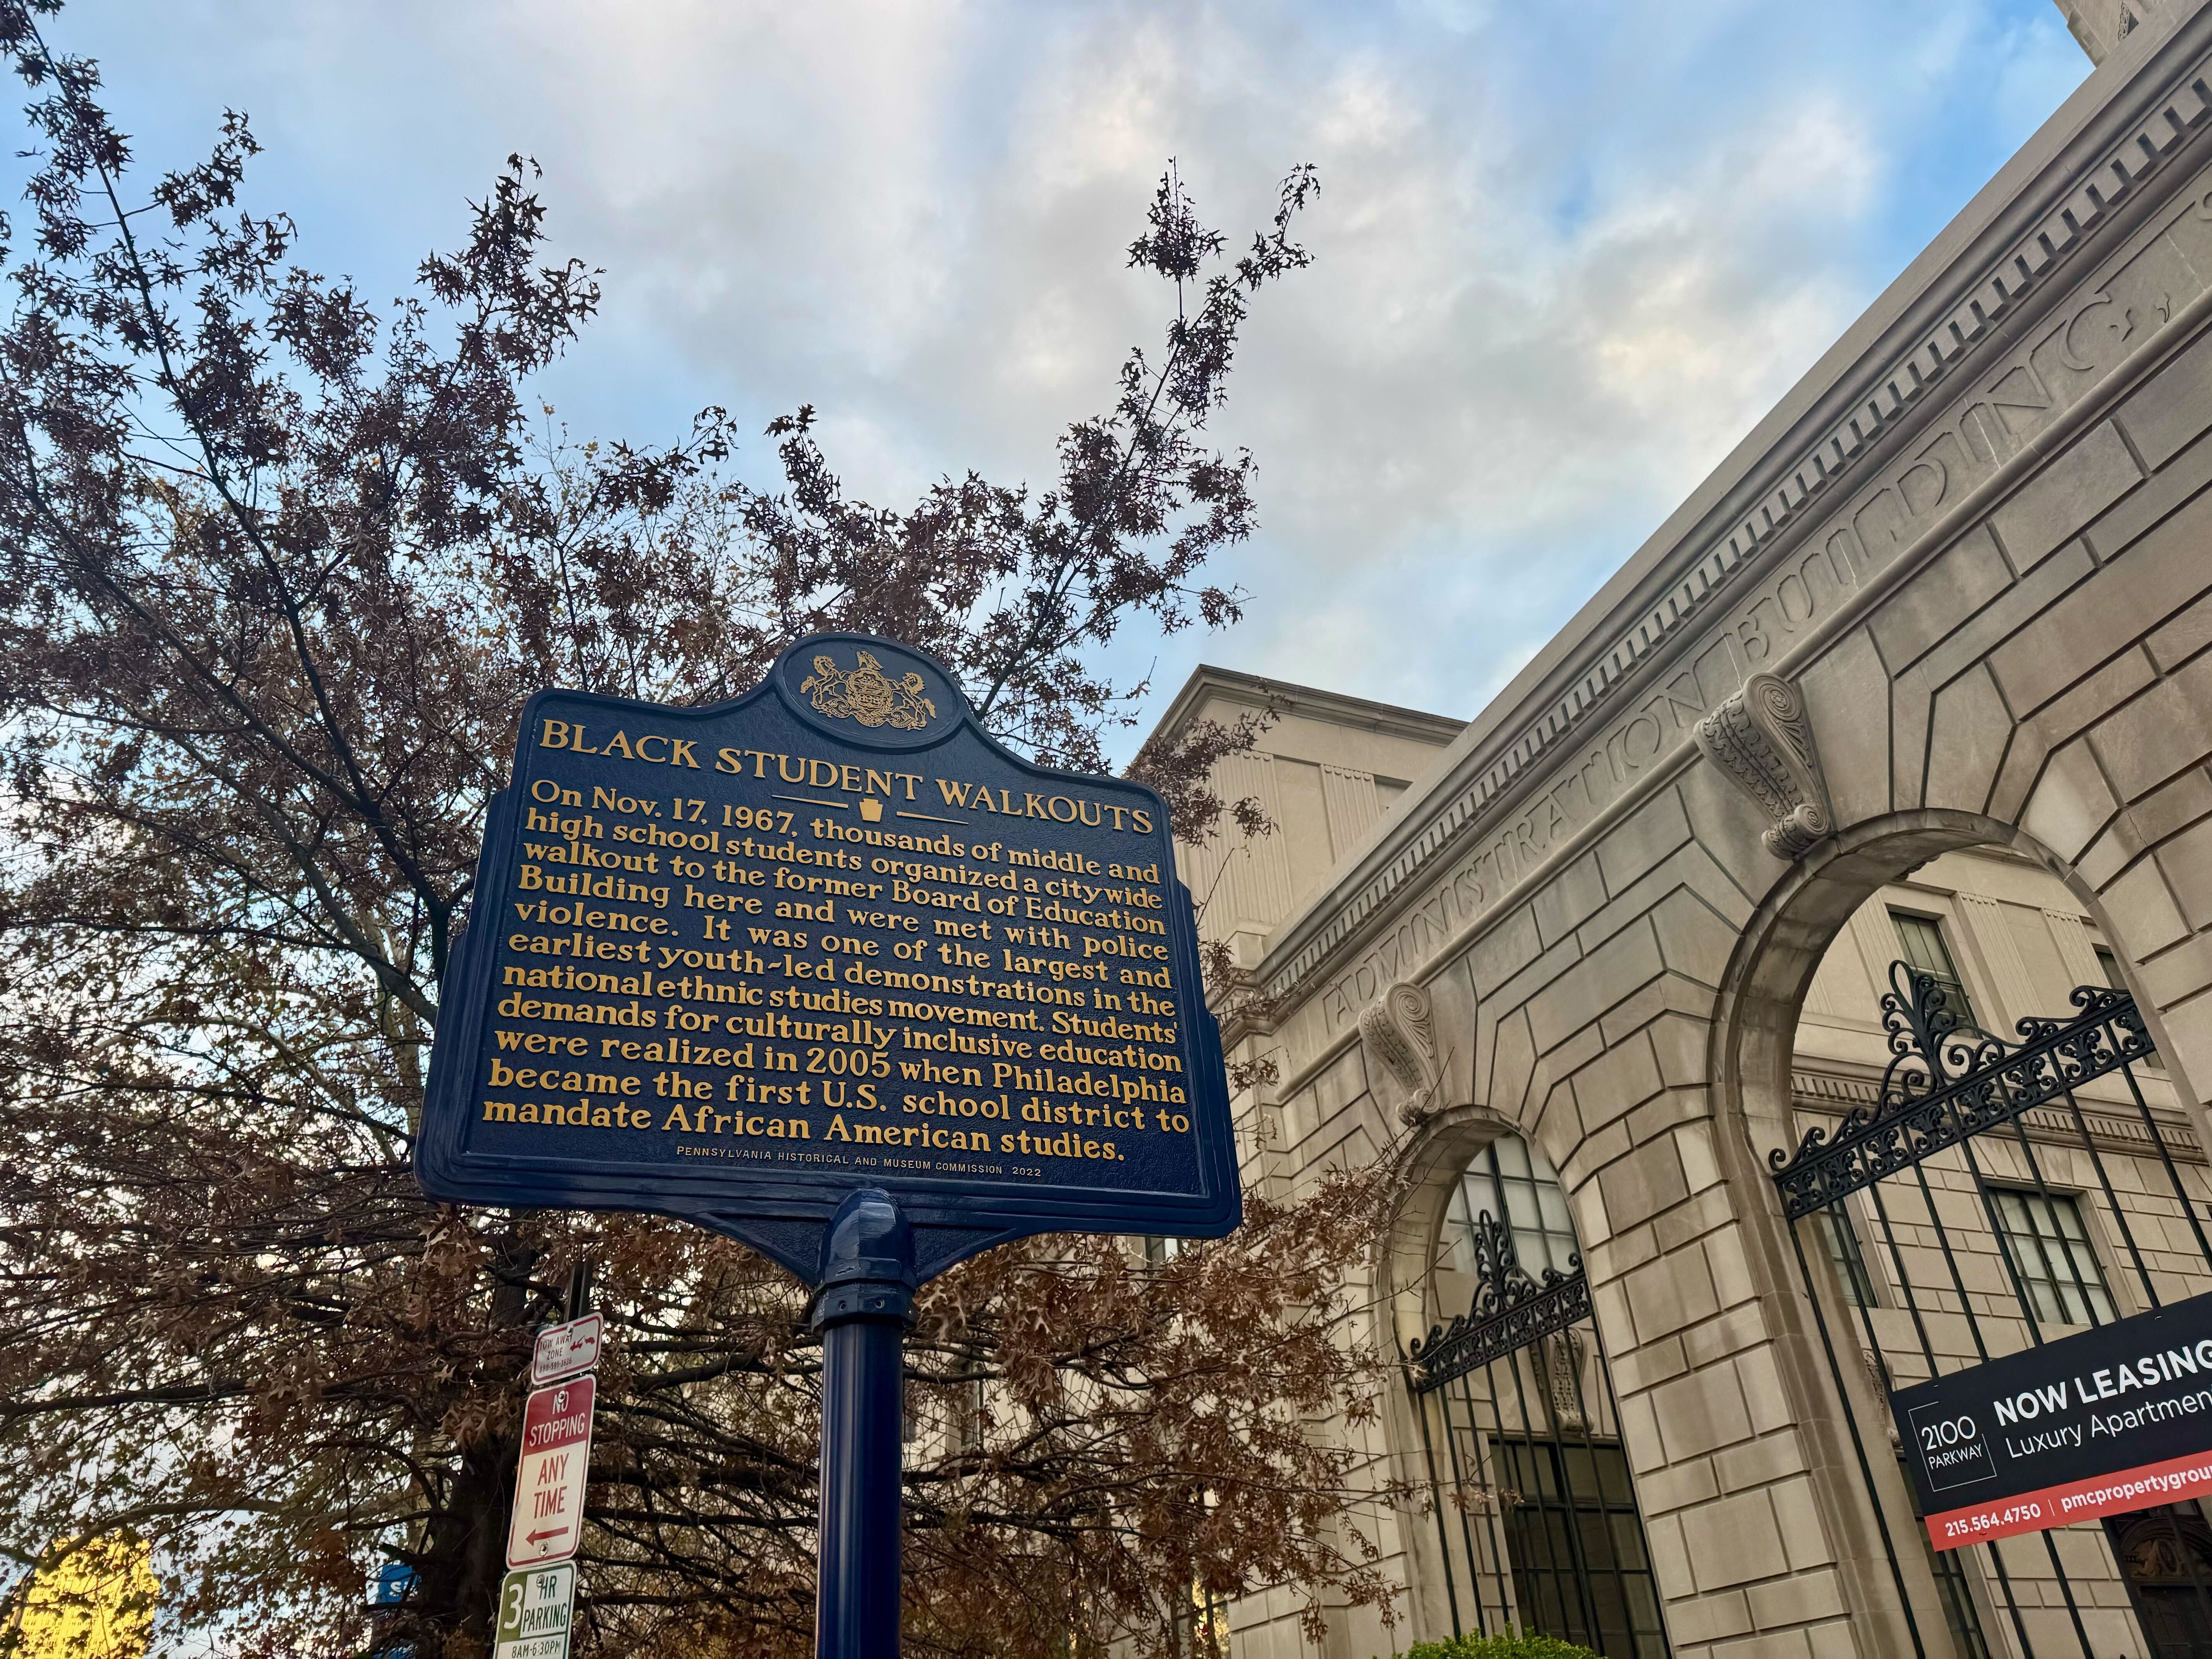 BLACK STUDENT WALKOUTS
On Nov. 17, 1967, thousands of middle and
high school students organized a citywide
walkout to the former Board of Education
Building here and were met with police
violence. It was one of the largest and
earliest youth-led demonstrations in the
national ethnic studies movement. Students'
demands for culturally inclusive education
were realized in 2005 when Philadelphia
became the first U.S. school district to
mandate African American studies.
PENNSYLVANIA HISTORICAL AND MUSEUM COMMISSION 2022
ADMINISTRATION BUILDING,
TOW AWAY
ZONE
NO
STOPPING
ANY
TIME
3 HR
PARKING
8AM-6:30PM
2100
PARKWAY
NOW LEASING
Luxury Apartmen
215.564.4750 | pmcpropertygrou